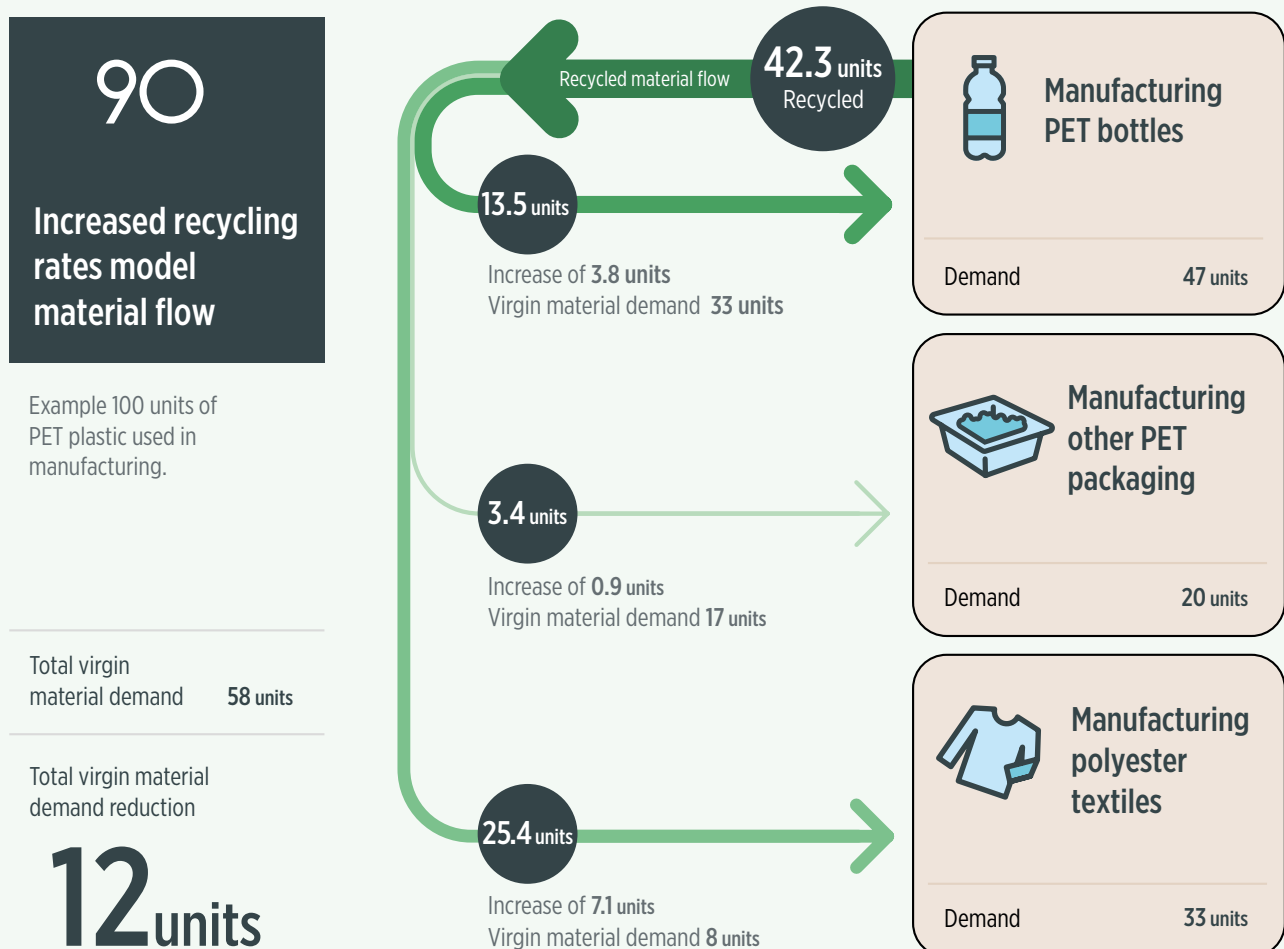 90
Increased recycling
rates model
material flow
Example 100 units of
PET plastic used in
manufacturing.
Total virgin
material demand 58 units
Total virgin material
demand reduction
12 units
Recycled material flow
42.3 units
Recycled
13.5 units
Increase of 3.8 units
Virgin material demand 33 units
3.4 units
Increase of 0.9 units
Virgin material demand 17 units
25.4 units
Increase of 7.1 units
Virgin material demand 8 units
Manufacturing
PET bottles
Demand 47 units
Manufacturing
other PET
packaging
Demand 20 units
Manufacturing
polyester
textiles
Demand 33 units